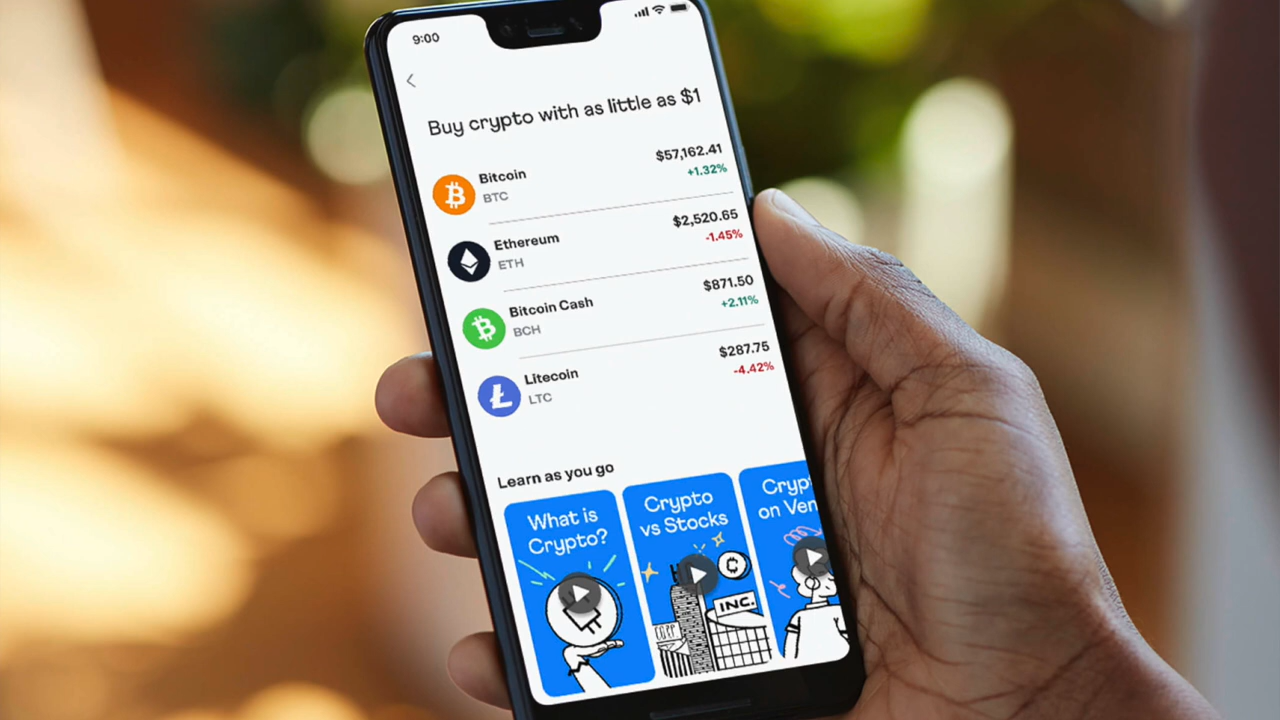 9:00
Buy crypto with as little as $1
Bitcoin
$57,162.41
BTC
+1.32%
Ethereum
$2,520.65
ETH
-1.45%
Bitcoin Cash
$871.50
BCH
+2.11%
Litecoin
$287.75
LTC
-4.42%
Learn as you go
What is
Crypto?
Crypto
vs Stocks
INC.
CORP
Cryp
on Ven